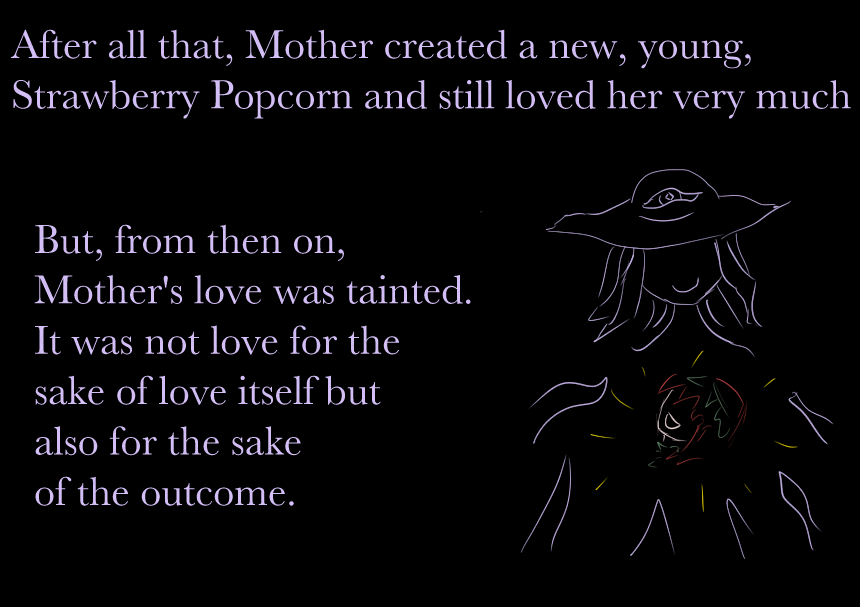 After all that, Mother created a new, young,
Strawberry Popcorn and still loved her very much
But, from then on,
Mother's love was tainted.
It was not love for the
sake of love itself but
also for the sake
of the outcome.